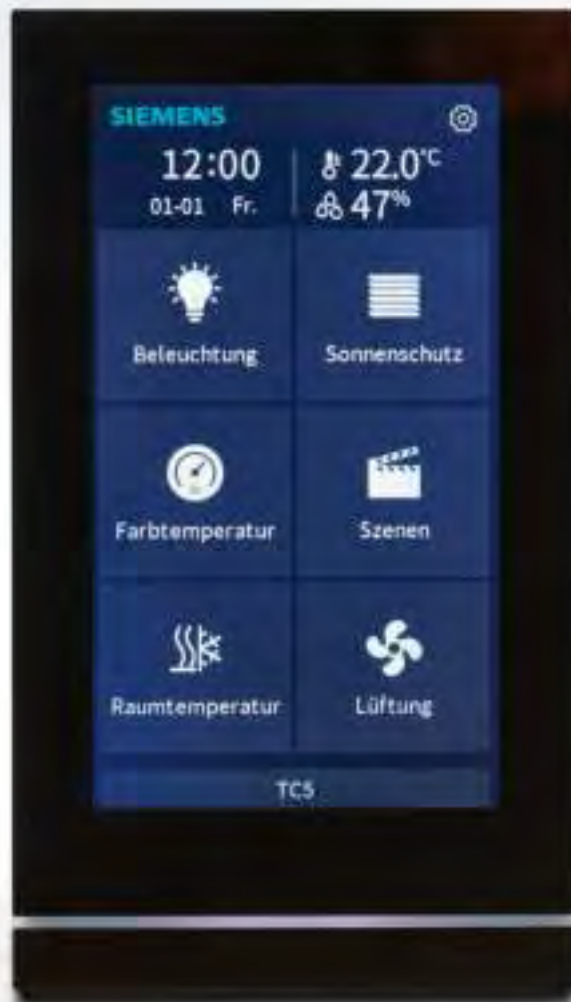 SIEMENS
12:00
01-01 Fr.
22.0°C
47%
Beleuchtung
Sonnenschutz
Farbtemperatur
Szenen
Raumtemperatur
Lüftung
TC5